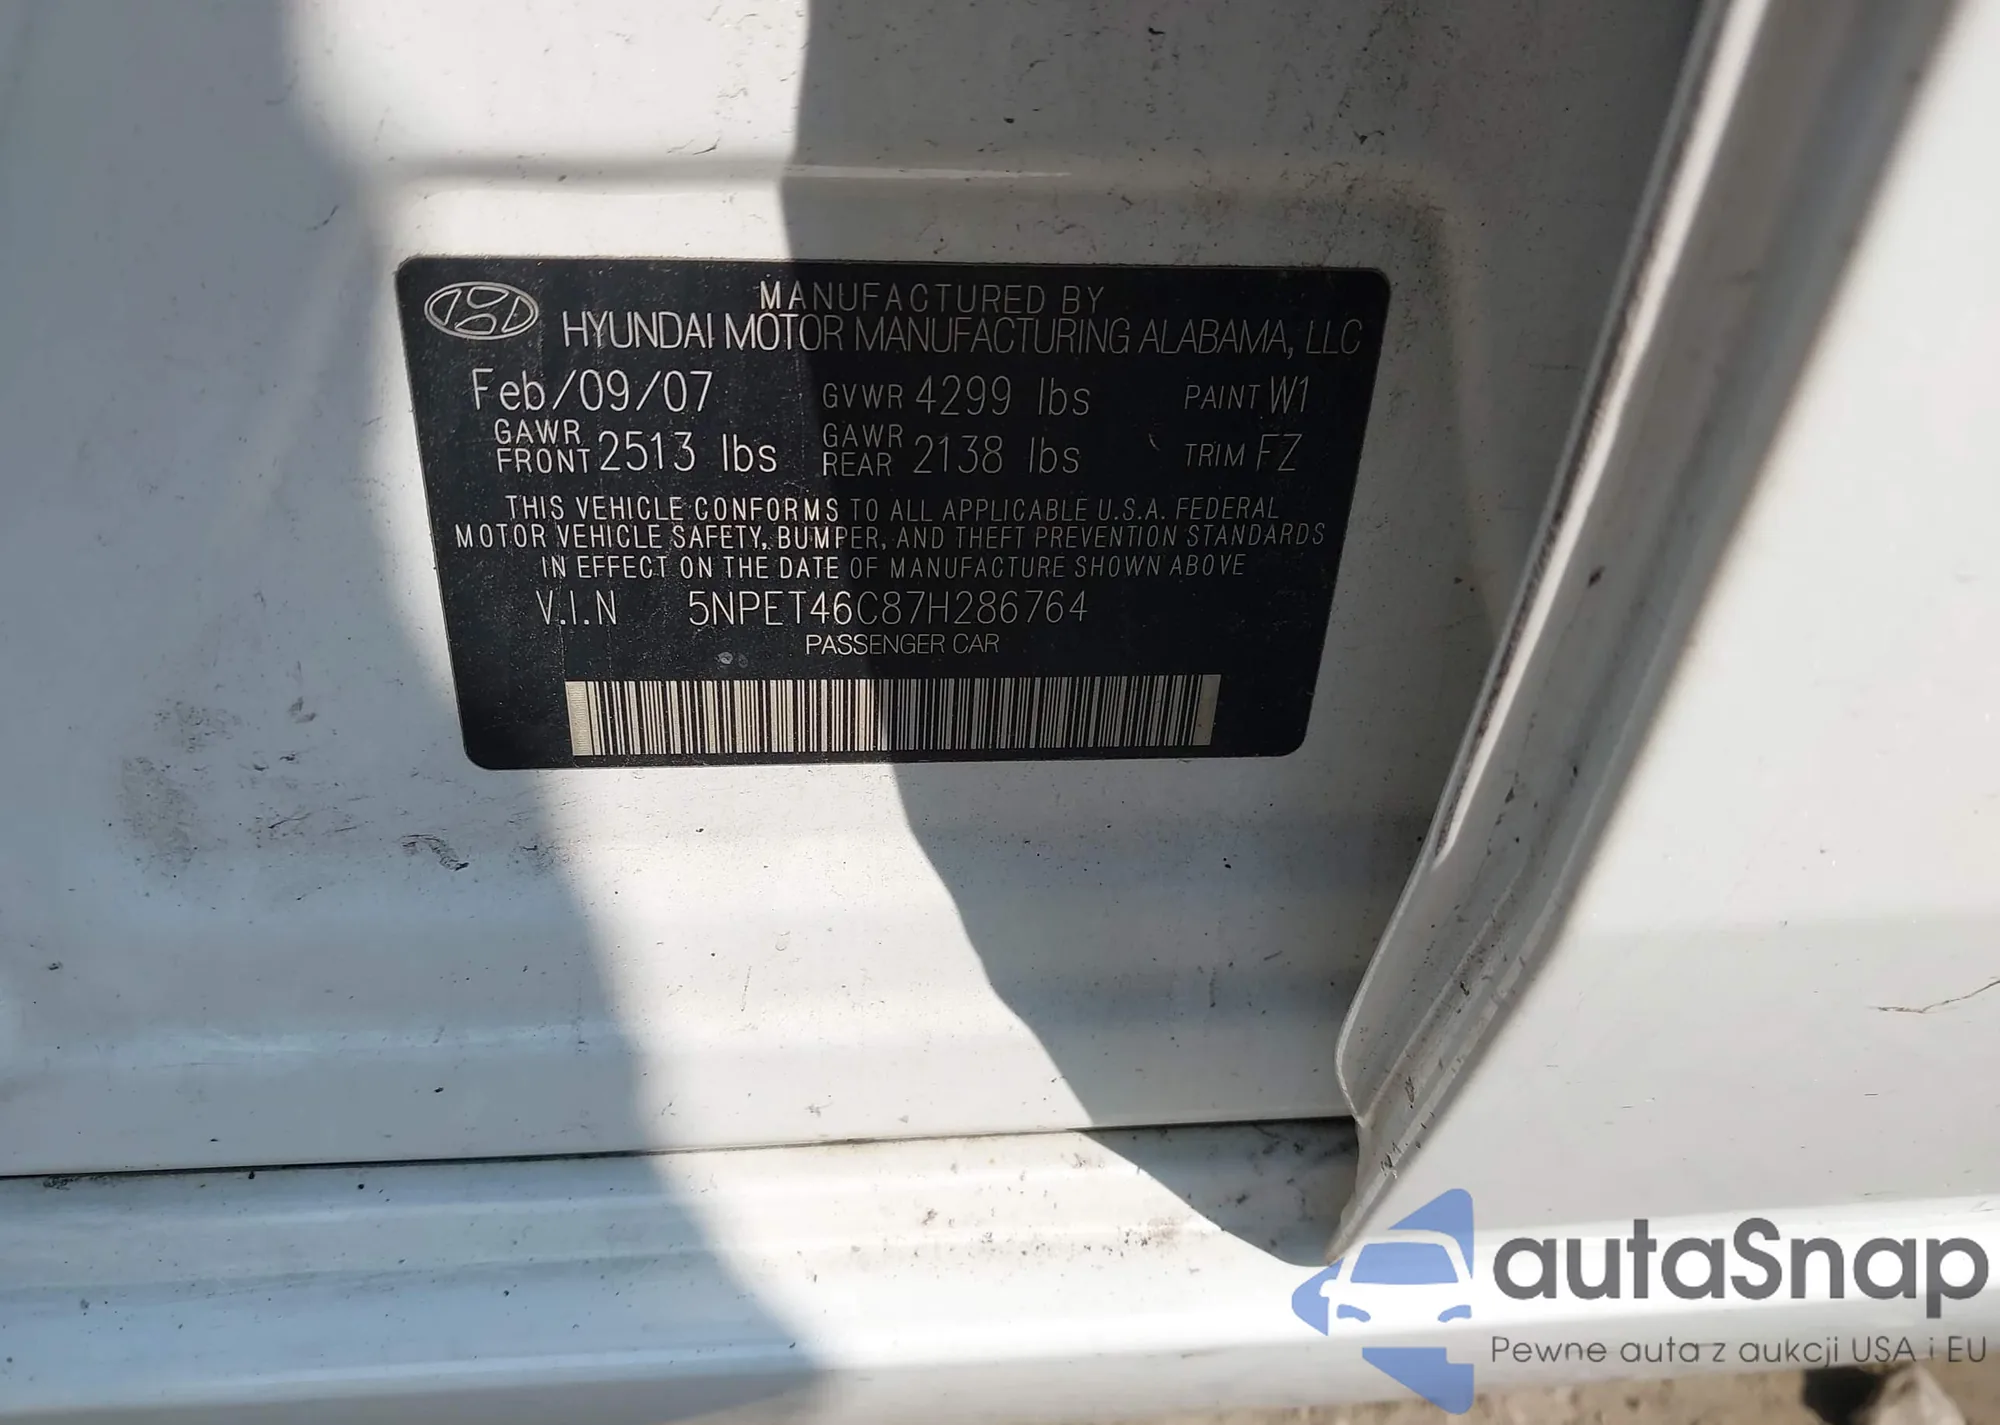 MANUFACTURED BY
HYUNDAI MOTOR MANUFACTURING ALABAMA, LLC
Feb/09/07 GVWR 4299 lbs PAINT W1
GAWR FRONT 2513 lbs GAWR REAR 2138 lbs TRIM FZ
THIS VEHICLE CONFORMS TO ALL APPLICABLE U.S.A. FEDERAL
MOTOR VEHICLE SAFETY, BUMPER, AND THEFT PREVENTION STANDARDS
IN EFFECT ON THE DATE OF MANUFACTURE SHOWN ABOVE
V.I.N 5NPET46C87H286764
PASSENGER CAR
autaSnap
Pewne auta z aukcji USA i EU